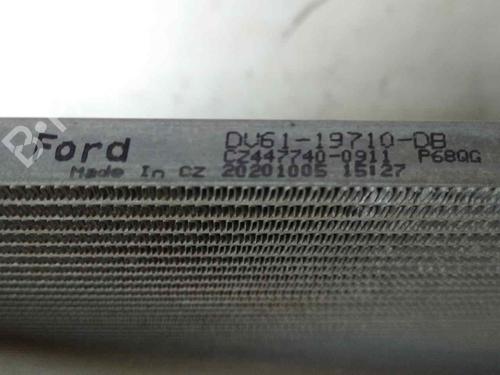 Ford DV61-19710-DB
CZ447740-0911 P68QG
Made In CZ 20201005 15:27